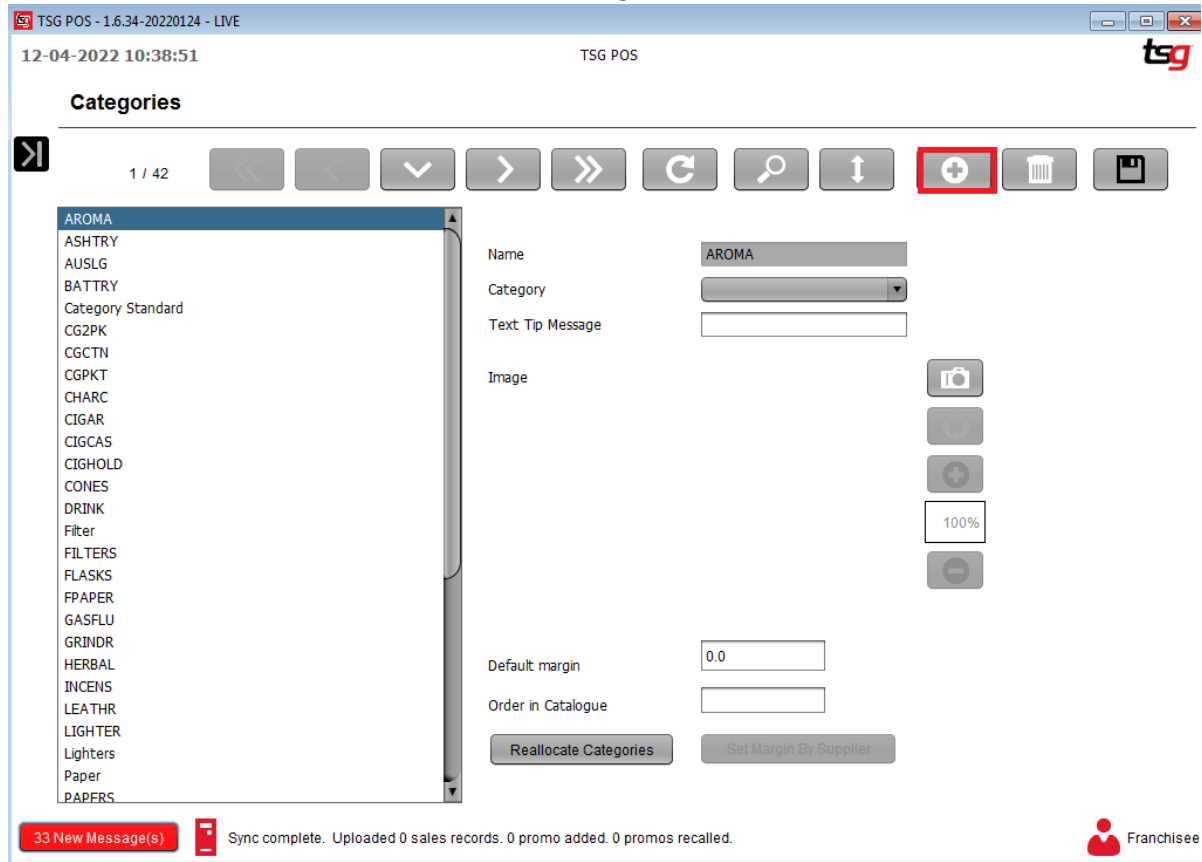 TSG POS - 1.6.34-20220124 - LIVE
12-04-2022 10:38:51
TSG POS
tsg
Categories
1 / 42
AROMA
ASHTRY
AUSLG
BATTRY
Category Standard
CG2PK
CGCTN
CGPKT
CHARC
CIGAR
CIGCAS
CIGHOLD
CONES
DRINK
Filter
FILTERS
FLASKS
FPAPER
GASFLU
GRINDR
HERBAL
INCENS
LEATHR
LIGHTER
Lighters
Paper
PAPERS
Name
AROMA
Category
Text Tip Message
Image
100%
Default margin
0.0
Order in Catalogue
Reallocate Categories
Set Margin By Supplier
33 New Message(s)
Sync complete. Uploaded 0 sales records. 0 promo added. 0 promos recalled.
Franchisee